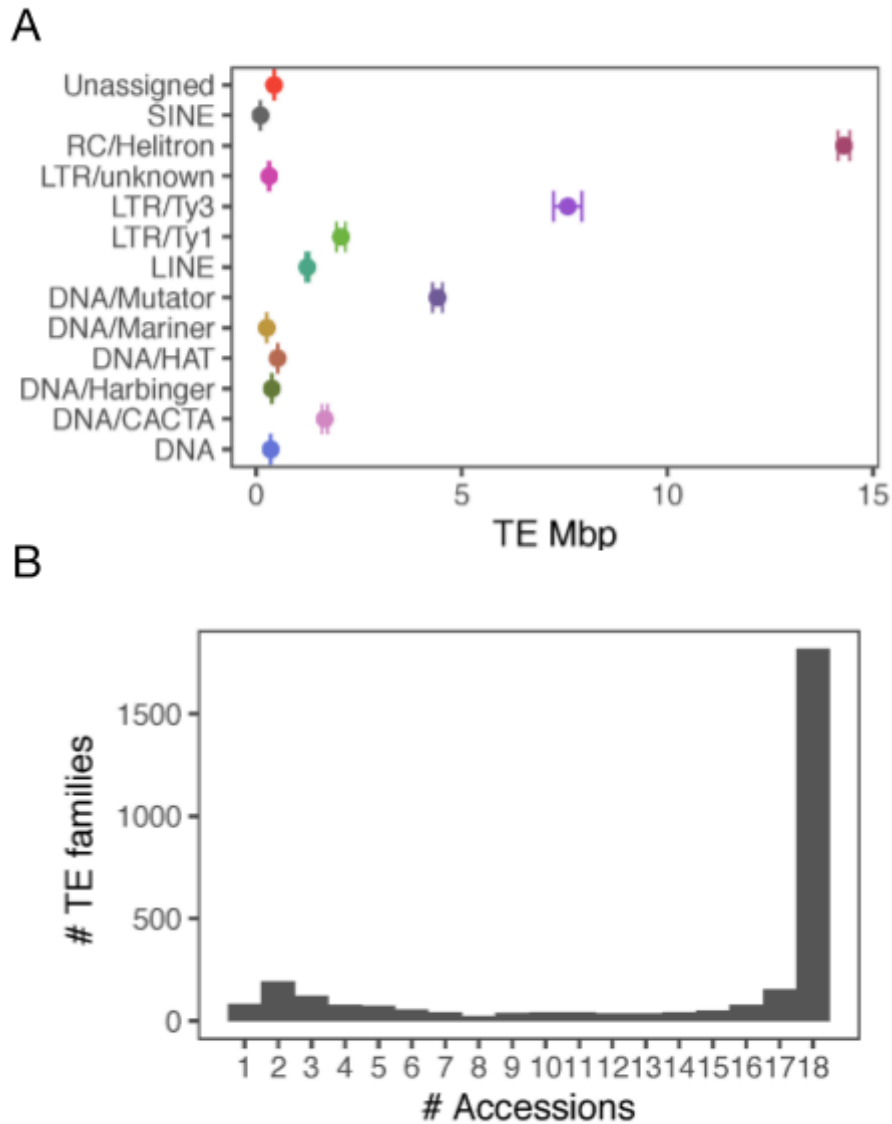 A
Unassigned
SINE
RC/Helitron
LTR/unknown
LTR/Ty3
LTR/Ty1
LINE
DNA/Mutator
DNA/Mariner
DNA/HAT
DNA/Harbinger
DNA/CACTA
DNA
0 5 10 15
TE Mbp
B
# TE families
1500
1000
500
0
1 2 3 4 5 6 7 8 9 10 11 12 13 14 15 16 17 18
# Accessions